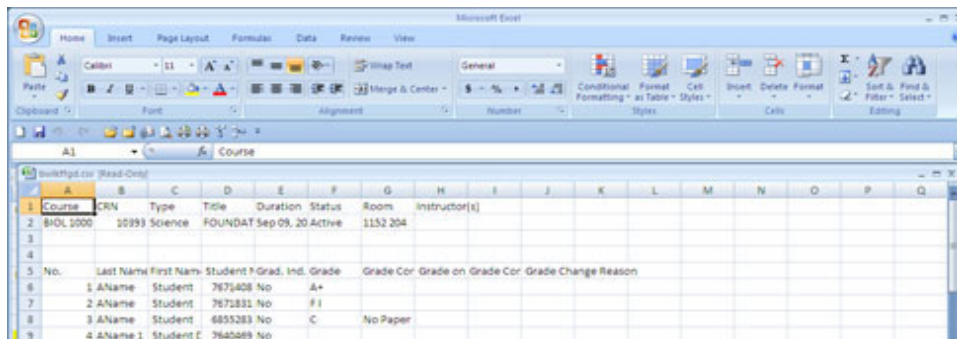 Microsoft Excel
Home Insert Page Layout Formulas Data Review View
Calibri 11 A A Wrap Text General
Paste B I U A Merge & Center $ % , Conditional Formatting Format as Table Cell Styles Insert Delete Format Sort & Filter Find & Select
Clipboard Font Alignment Number Styles Cells Editing
A1 fx Course
[Read-Only]
A B C D E F G H I J K L M N O P Q
1 Course CRN Type Title Duration Status Room Instructor(s)
2 BIOL 1000 10393 Science FOUNDAT Sep 09, 20 Active 1152 204
3
4
5 No. Last Name First Nam Student N Grad. Ind. Grade Grade Cor Grade on Grade Cor Grade Change Reason
6 1 AName Student 7671408 No A+
7 2 AName Student 7671831 No F I
8 3 AName Student 6855283 No C No Paper
9 4 AName 1 Student D 7640469 No